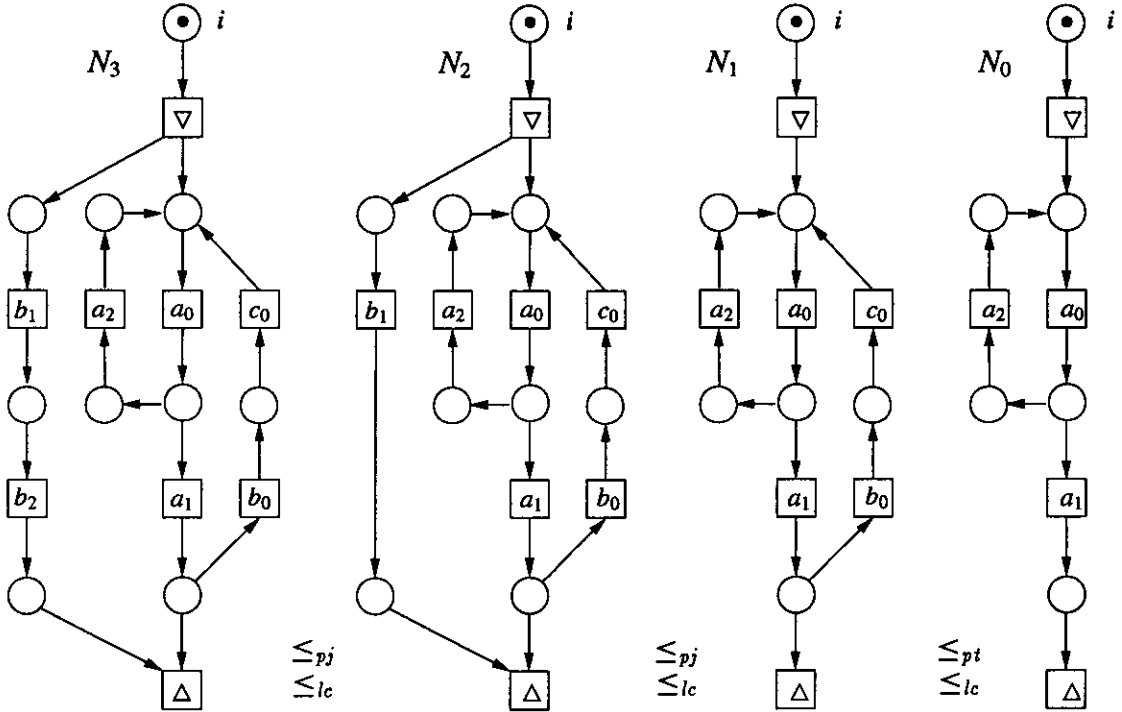 i i i i
N₃ N₂ N₁ N₀
▽ ▽ ▽ ▽
b₁ a₂ a₀ c₀ b₁ a₂ a₀ c₀ a₂ a₀ c₀ a₂ a₀
b₂ a₁ b₀ a₁ b₀ a₁ b₀ a₁
≤pj ≤pj ≤pt
△ ≤lc △ ≤lc △ ≤lc △